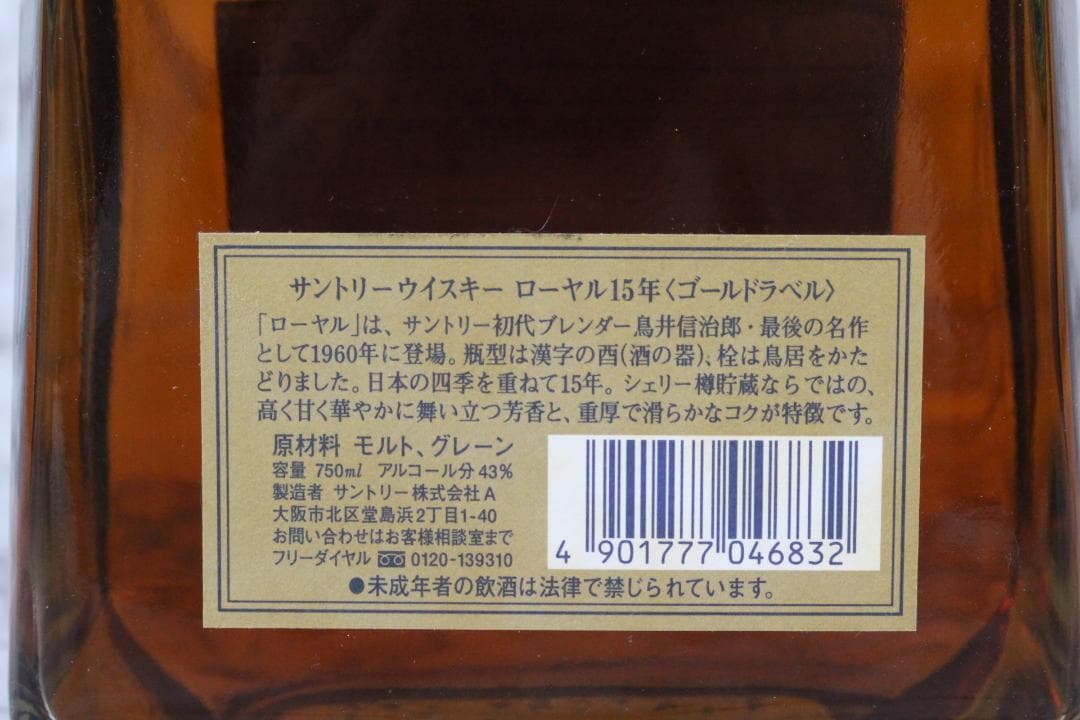 サントリーウイスキー ローヤル15年〈ゴールドラベル〉
「ローヤル」は、サントリー初代ブレンダー鳥井信治郎・最後の名作
として1960年に登場。瓶型は漢字の酉(酒の器)、栓は鳥居をかた
どりました。日本の四季を重ねて15年。シェリー樽貯蔵ならではの、
高く甘く華やかに舞い立つ芳香と、重厚で滑らかなコクが特徴です。
原材料 モルト、グレーン
容量 750ml アルコール分43%
製造者 サントリー株式会社A
大阪市北区堂島浜2丁目1-40
お問い合わせはお客様相談室まで
フリーダイヤル 0120-139310
4 901777 046832
●未成年者の飲酒は法律で禁じられています。